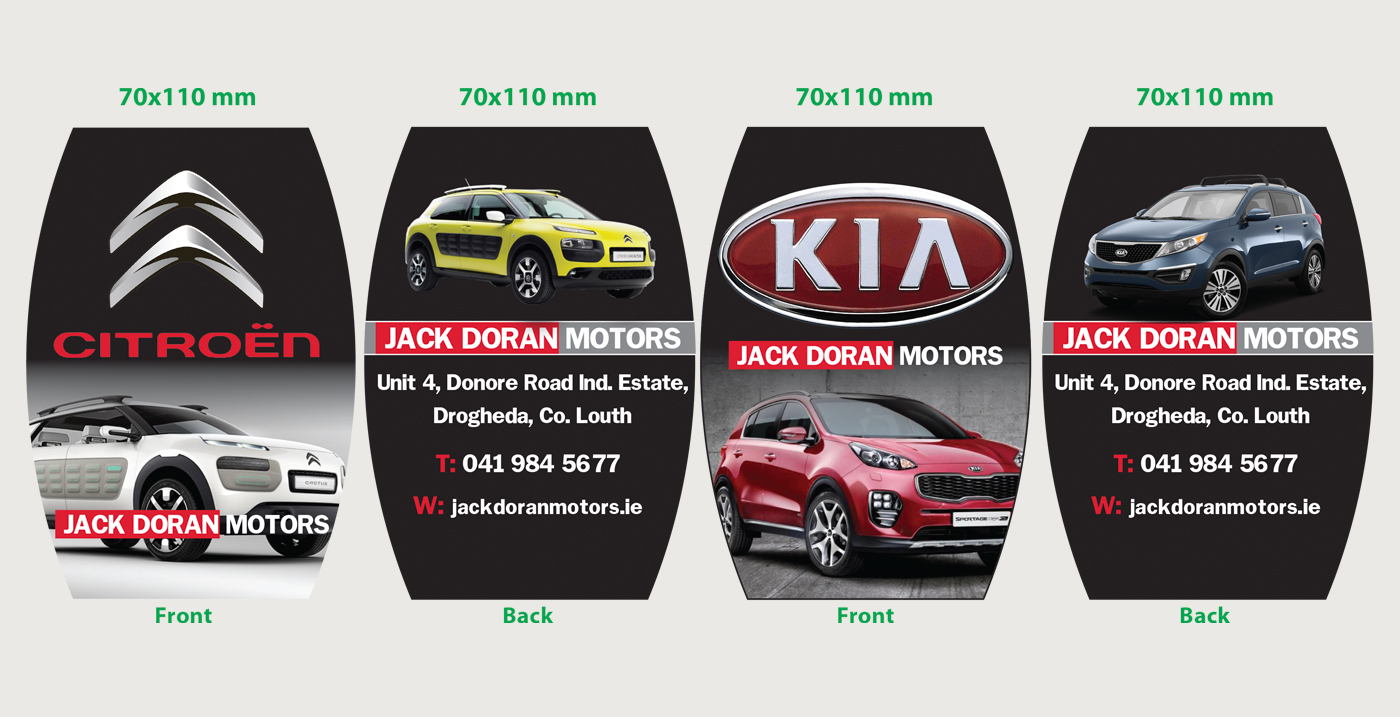 70x110 mm
CITROËN
JACK DORAN MOTORS
Front
70x110 mm
JACK DORAN MOTORS
Unit 4, Donore Road Ind. Estate,
Drogheda, Co. Louth
T: 041 984 5677
W: jackdoranmotors.ie
Back
70x110 mm
KIA
JACK DORAN MOTORS
SPORTAGE
Front
70x110 mm
KIA
JACK DORAN MOTORS
Unit 4, Donore Road Ind. Estate,
Drogheda, Co. Louth
T: 041 984 5677
W: jackdoranmotors.ie
Back